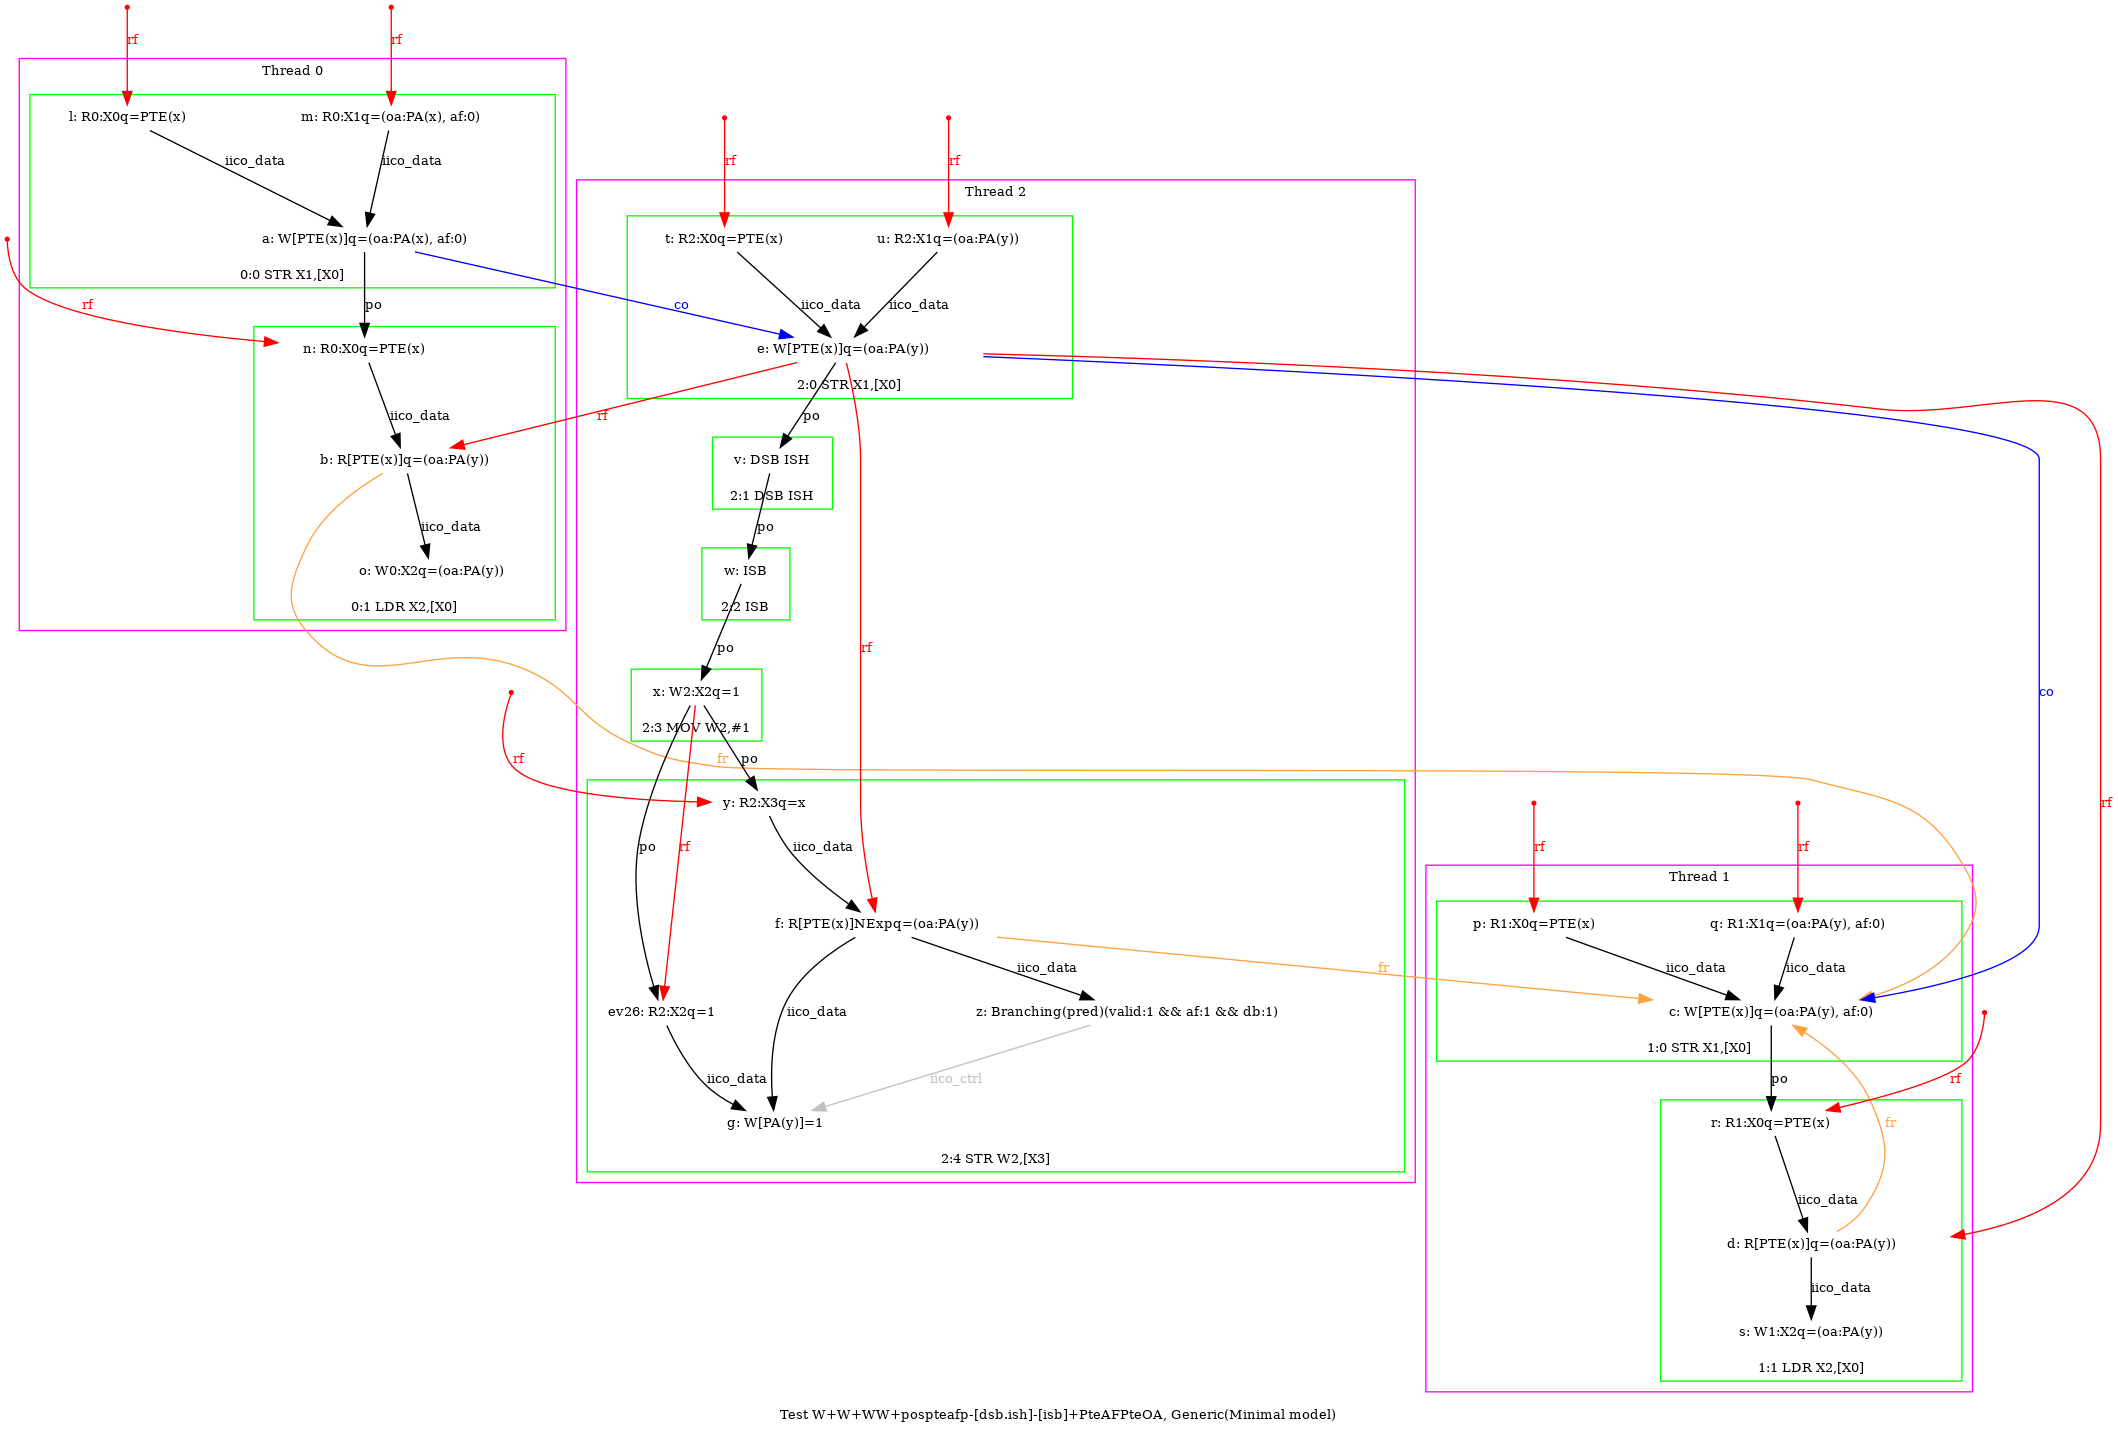 rf
rf
Thread 0
l: R0:X0q=PTE(x)
m: R0:X1q=(oa:PA(x), af:0)
iico_data
iico_data
a: W[PTE(x)]q=(oa:PA(x), af:0)
0:0 STR X1,[X0]
rf
po
n: R0:X0q=PTE(x)
iico_data
b: R[PTE(x)]q=(oa:PA(y))
iico_data
o: W0:X2q=(oa:PA(y))
0:1 LDR X2,[X0]
rf
rf
Thread 2
t: R2:X0q=PTE(x)
u: R2:X1q=(oa:PA(y))
co
iico_data
iico_data
e: W[PTE(x)]q=(oa:PA(y))
2:0 STR X1,[X0]
rf
po
v: DSB ISH
2:1 DSB ISH
po
w: ISB
2:2 ISB
po
rf
x: W2:X2q=1
2:3 MOV W2,#1
co
rf
fr
po
y: R2:X3q=x
po
rf
iico_data
f: R[PTE(x)]NExpq=(oa:PA(y))
iico_data
fr
ev26: R2:X2q=1
iico_data
z: Branching(pred)(valid:1 && af:1 && db:1)
iico_data
iico_ctrl
g: W[PA(y)]=1
2:4 STR W2,[X3]
rf
rf
rf
Thread 1
p: R1:X0q=PTE(x)
q: R1:X1q=(oa:PA(y), af:0)
iico_data
iico_data
c: W[PTE(x)]q=(oa:PA(y), af:0)
1:0 STR X1,[X0]
po
rf
r: R1:X0q=PTE(x)
fr
iico_data
d: R[PTE(x)]q=(oa:PA(y))
iico_data
s: W1:X2q=(oa:PA(y))
1:1 LDR X2,[X0]
Test W+W+WW+pospteafp-[dsb.ish]-[isb]+PteAFPteOA, Generic(Minimal model)